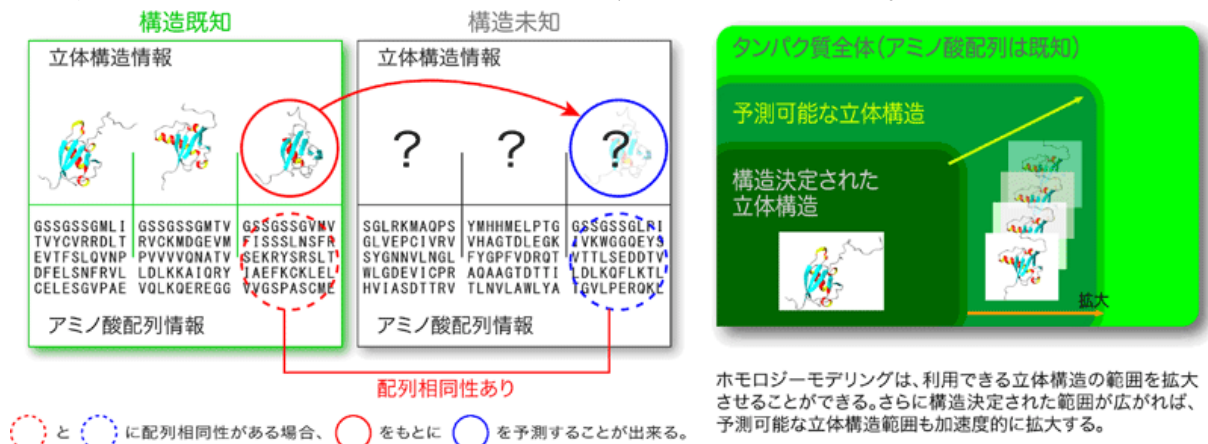 構造既知
構造未知
立体構造情報
立体構造情報
?
?
?
GSSGSSGMLI
TVYCVRRDLT
EVTFSLQVNP
DFELSNFRVL
CELESGVPAE
GSSGSSGMTV
RVCKMDGEVM
PVVVVQNATV
LDLKKAIQRY
VQLKQEREGG
GSSGSSGVMV
FISSSLNSFR
SEKRYSRSLT
IAEFKCKLEL
VVGSPASCME
SGLRKMAQPS
GLVEPCIVRV
SYGNNVLNGL
WLGDEVICPR
HVIASDTTRV
YMHHMELPTG
VHAGTDLEGK
FYGPFVDRQT
AQAAGTDTTI
TLNVLAWLYA
GSSGSSGLRI
IVKWGGQEYS
VTTLSEDDTV
LDLKQFLKTL
TGVLPERQKL
アミノ酸配列情報
アミノ酸配列情報
配列相同性あり
と に配列相同性がある場合、 をもとに を予測することが出来る。
タンパク質全体(アミノ酸配列は既知)
予測可能な立体構造
構造決定された
立体構造
拡大
ホモロジーモデリングは、利用できる立体構造の範囲を拡大
させることができる。さらに構造決定された範囲が広がれば、
予測可能な立体構造範囲も加速度的に拡大する。